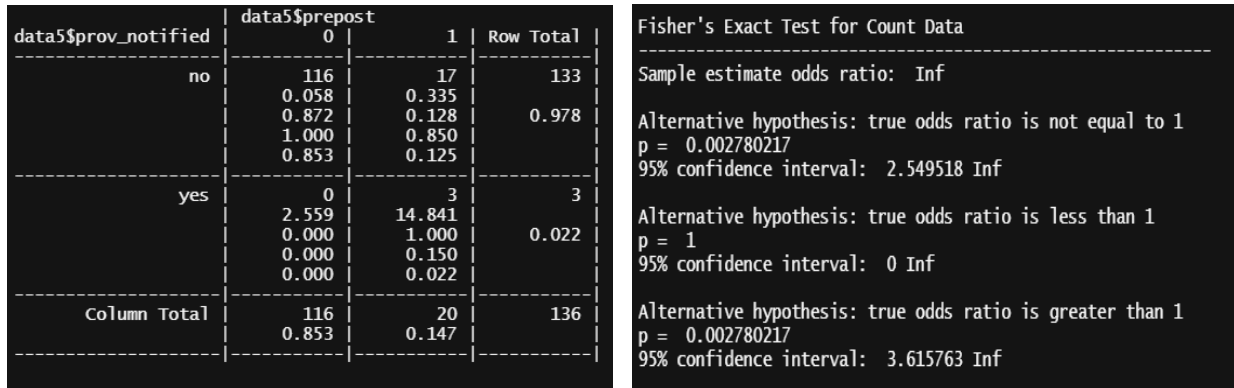 | data5$prepost
data5$prov_notified | 0 | 1 | Row Total |
--------------------|-----------|-----------|-----------|
no | 116 | 17 | 133 |
| 0.058 | 0.335 | |
| 0.872 | 0.128 | 0.978 |
| 1.000 | 0.850 | |
| 0.853 | 0.125 | |
--------------------|-----------|-----------|-----------|
yes | 0 | 3 | 3 |
| 2.559 | 14.841 | |
| 0.000 | 1.000 | 0.022 |
| 0.000 | 0.150 | |
| 0.000 | 0.022 | |
--------------------|-----------|-----------|-----------|
Column Total | 116 | 20 | 136 |
| 0.853 | 0.147 | |
--------------------|-----------|-----------|-----------|
Fisher's Exact Test for Count Data
------------------------------------------------------------
Sample estimate odds ratio: Inf
Alternative hypothesis: true odds ratio is not equal to 1
p = 0.002780217
95% confidence interval: 2.549518 Inf
Alternative hypothesis: true odds ratio is less than 1
p = 1
95% confidence interval: 0 Inf
Alternative hypothesis: true odds ratio is greater than 1
p = 0.002780217
95% confidence interval: 3.615763 Inf